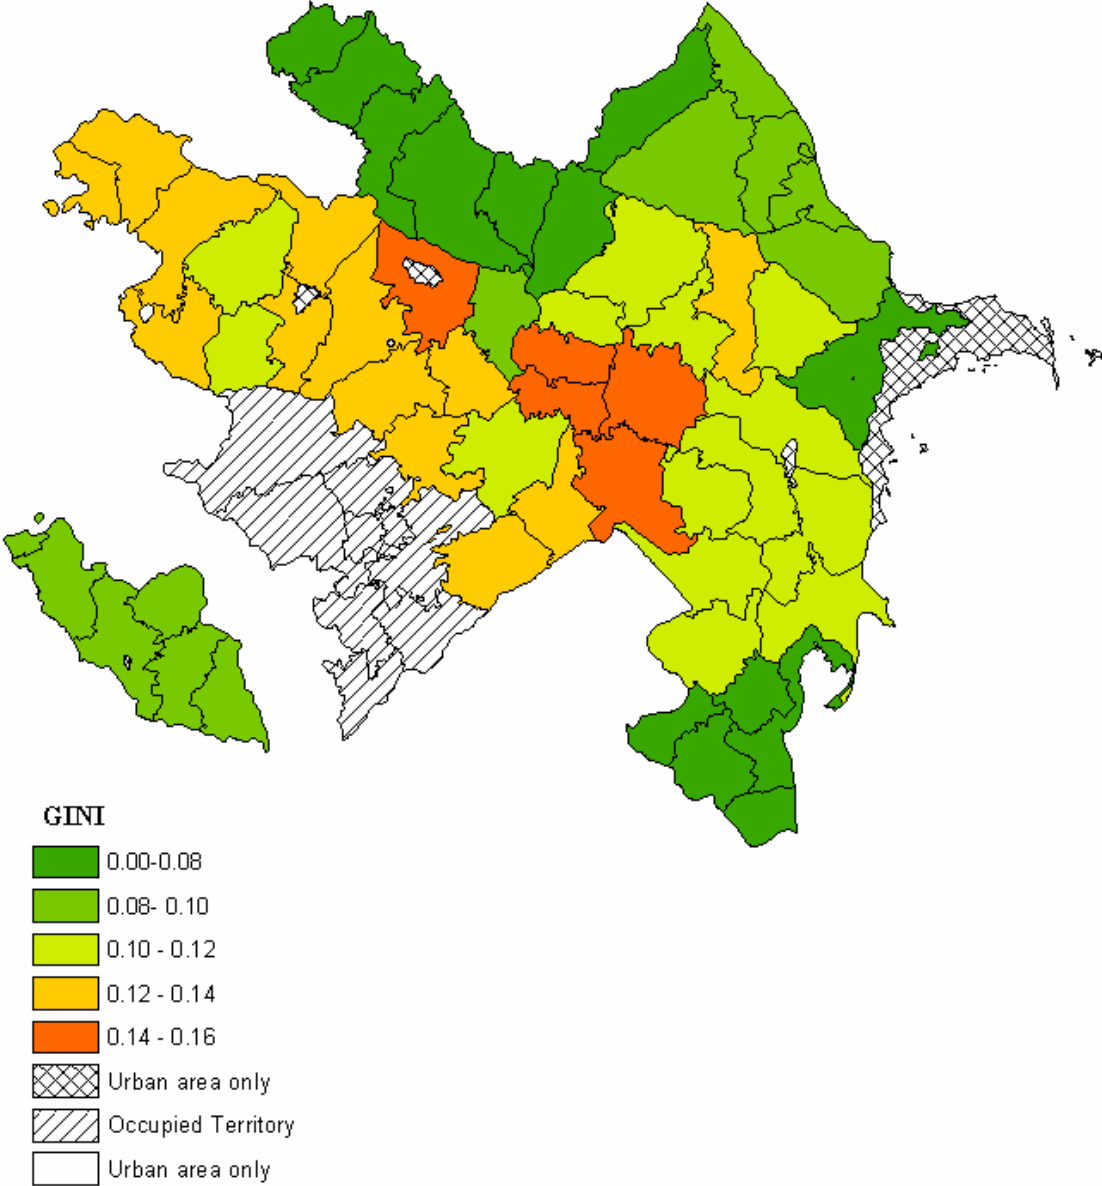 GINI
0.00-0.08
0.08- 0.10
0.10 - 0.12
0.12 - 0.14
0.14 - 0.16
Urban area only
Occupied Territory
Urban area only